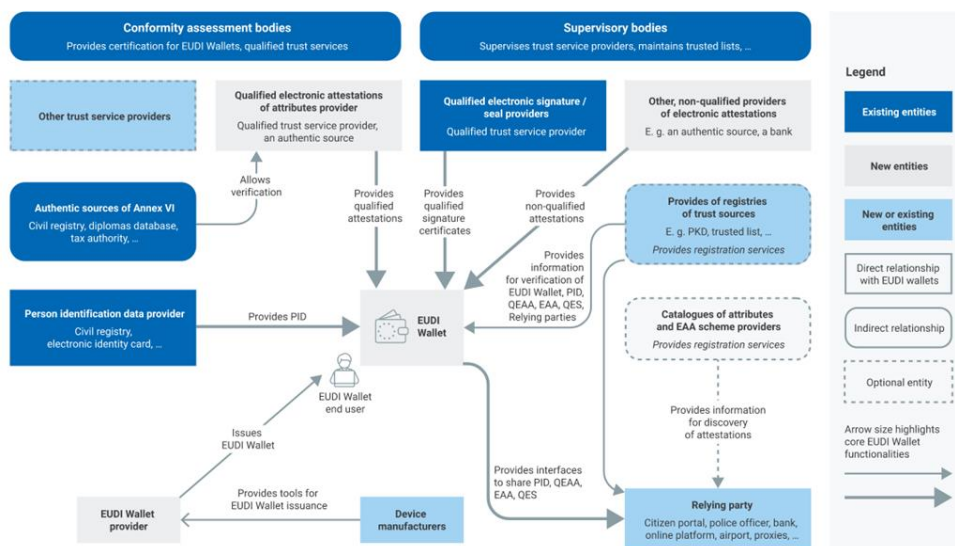 Conformity assessment bodies
Provides certification for EUDI Wallets, qualified trust services
Supervisory bodies
Supervises trust service providers, maintains trusted lists, ...
Other trust service providers
Qualified electronic attestations
of attributes provider
Qualified trust service provider,
an authentic source
Qualified electronic signature /
seal providers
Qualified trust service provider
Other, non-qualified providers
of electronic attestations
E. g. an authentic source, a bank
Allows
verification
Authentic sources of Annex VI
Civil registry, diplomas database,
tax authority, ...
Provides
qualified
attestations
Provides
qualified
signature
certificates
Provides
non-qualified
attestations
Provides of registries
of trust sources
E. g. PKD, trusted list, ...
Provides registration services
Provides
information
for verification of
EUDI Wallet, PID,
QEAA, EAA, QES,
Relying parties
Person identification data provider
Civil registry,
electronic identity card, ...
Provides PID
EUDI
Wallet
Catalogues of attributes
and EAA scheme providers
Provides registration services
EUDI Wallet
end user
Issues
EUDI Wallet
Provides information
for discovery
of attestations
Provides interfaces
to share PID, QEAA,
EAA, QES
EUDI Wallet
provider
Provides tools for
EUDI Wallet issuance
Device
manufacturers
Relying party
Citizen portal, police officer, bank,
online platform, airport, proxies, ...
Legend
Existing entities
New entities
New or existing
entities
Direct relationship
with EUDI wallets
Indirect relationship
Optional entity
Arrow size highlights
core EUDI Wallet
functionalities